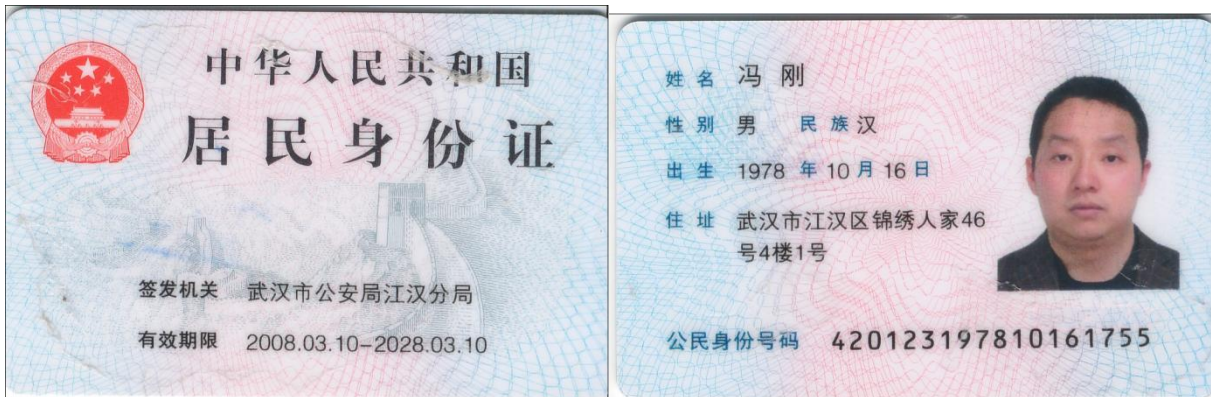 中华人民共和国
居民身份证
签发机关 武汉市公安局江汉分局
有效期限 2008.03.10-2028.03.10
姓名 冯刚
性别 男 民族 汉
出生 1978 年 10 月 16 日
住址 武汉市江汉区锦绣人家46
号4楼1号
公民身份号码 420123197810161755